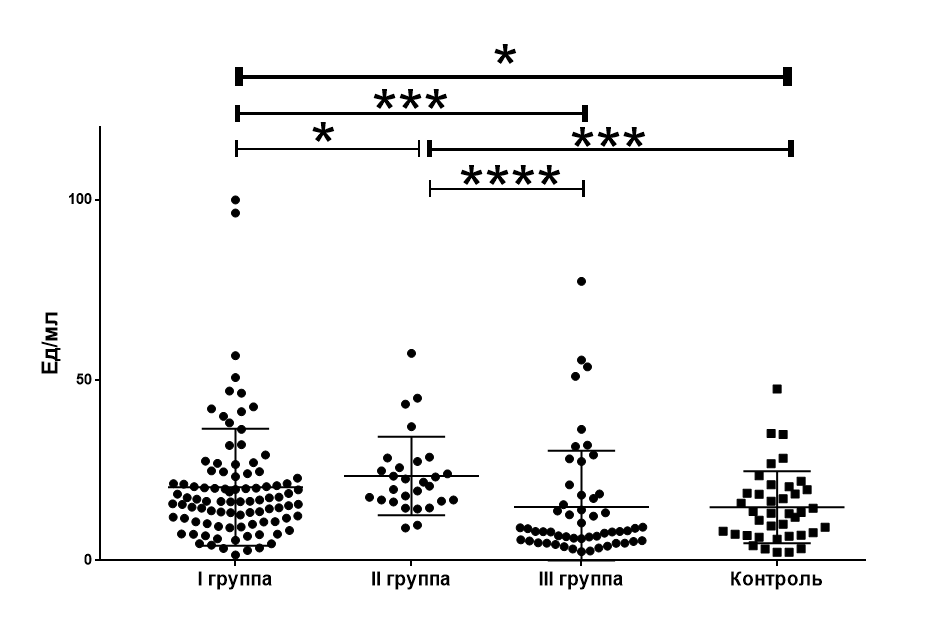 *
***
*
***
****
100
50
0
Ед/мл
I группа
II группа
III группа
Контроль